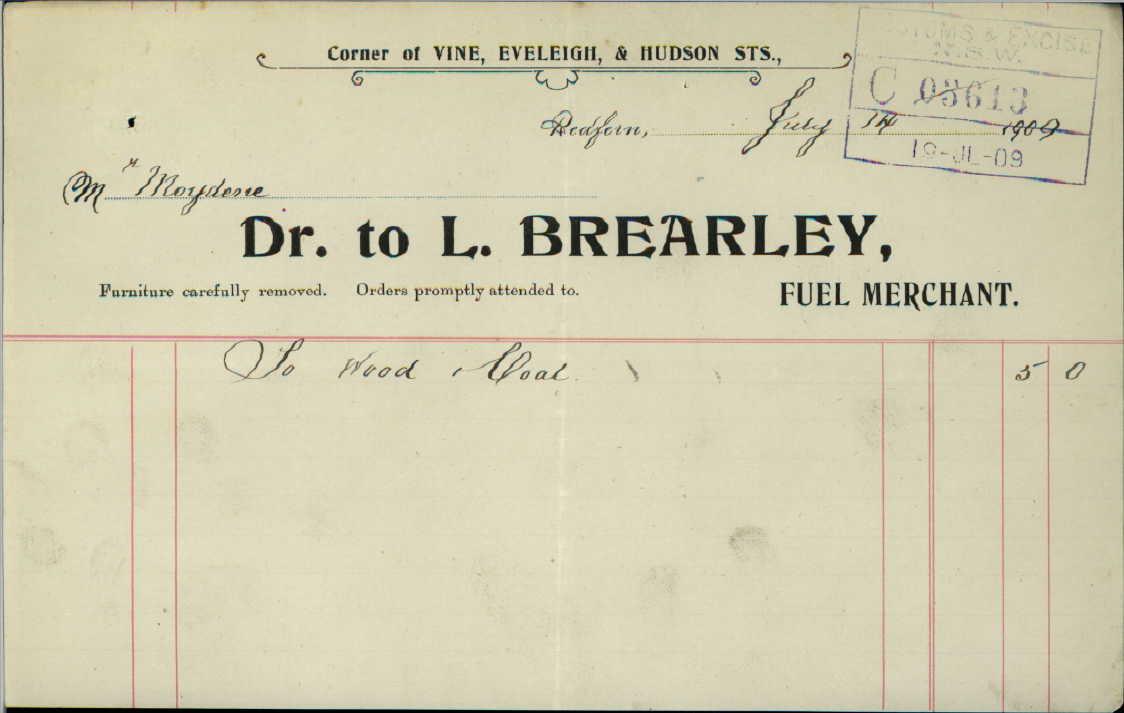 Corner of VINE, EVELEIGH, & HUDSON STS.,
CUSTOMS & EXCISE
N.S.W.
C 03613
19-JL-09
Redfern, July 14 1909
Mr
Dr. to L. BREARLEY,
Furniture carefully removed. Orders promptly attended to.
FUEL MERCHANT.
To Wood Coal 5 0